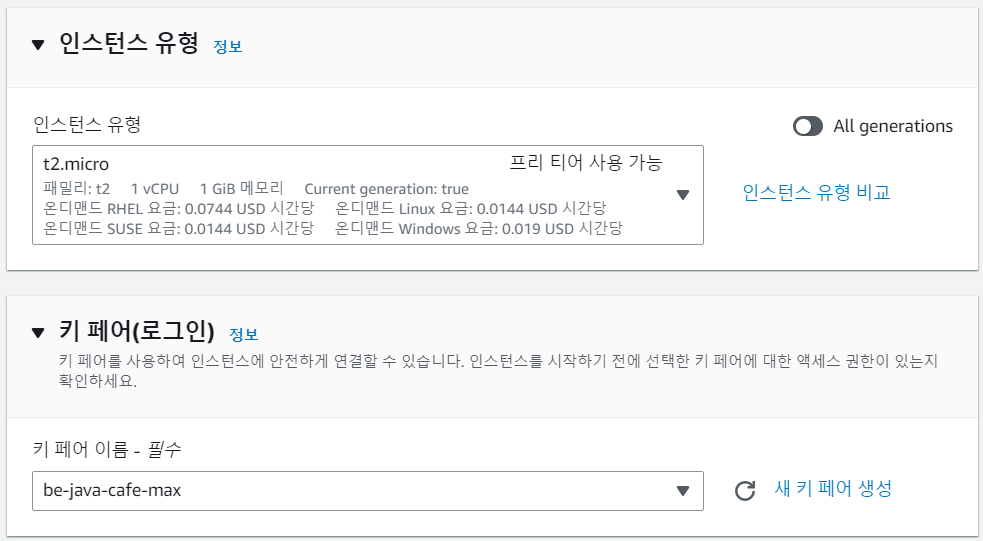 인스턴스 유형 정보
인스턴스 유형
All generations
t2.micro 프리 티어 사용 가능
패밀리: t2 1 vCPU 1 GiB 메모리 Current generation: true
온디맨드 RHEL 요금: 0.0744 USD 시간당 온디맨드 Linux 요금: 0.0144 USD 시간당
온디맨드 SUSE 요금: 0.0144 USD 시간당 온디맨드 Windows 요금: 0.019 USD 시간당
인스턴스 유형 비교
키 페어(로그인) 정보
키 페어를 사용하여 인스턴스에 안전하게 연결할 수 있습니다. 인스턴스를 시작하기 전에 선택한 키 페어에 대한 액세스 권한이 있는지
확인하세요.
키 페어 이름 - 필수
be-java-cafe-max
새 키 페어 생성